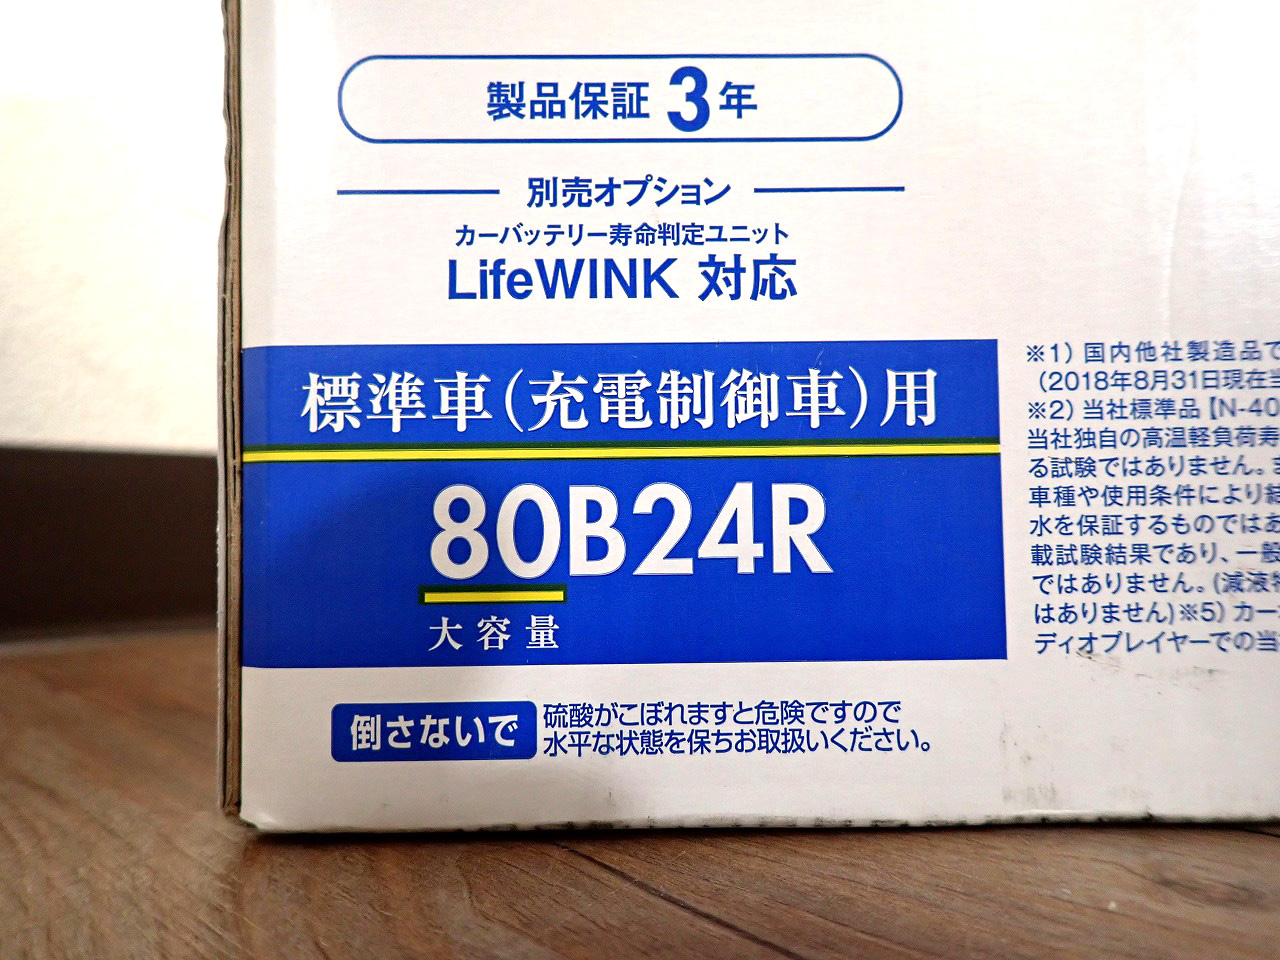 製品保証 3年
別売オプション
カーバッテリー寿命判定ユニット
LifeWINK 対応
標準車(充電制御車)用
80B24R
大容量
倒さないで
硫酸がこぼれますと危険ですので
水平な状態を保ちお取扱いください。
※1) 国内他社製造品で
(2018年8月31日現在当
※2) 当社標準品【N-40
当社独自の高温軽負荷寿
る試験ではありません。
車種や使用条件により結
水を保証するものではあ
載試験結果であり、一般
ではありません。(減液特
はありません)※5) カー
ディオプレイヤーでの当